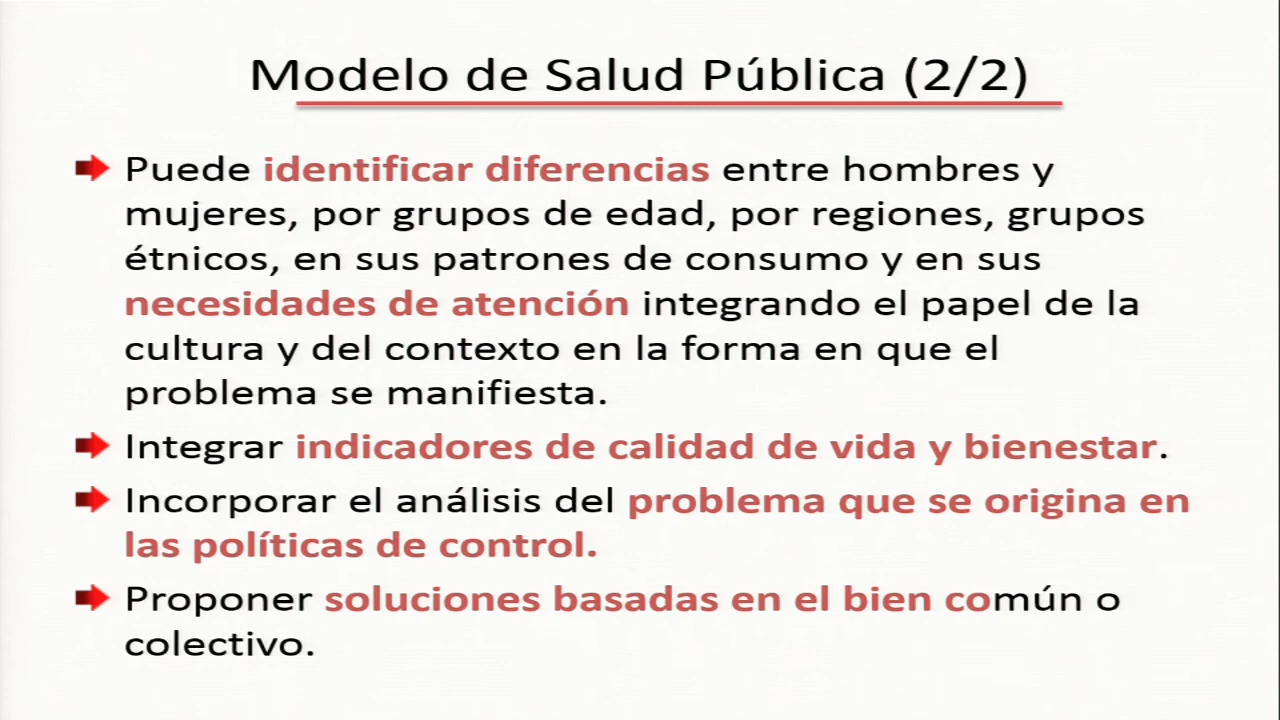 Modelo de Salud Pública (2/2)
Puede identificar diferencias entre hombres y
mujeres, por grupos de edad, por regiones, grupos
étnicos, en sus patrones de consumo y en sus
necesidades de atención integrando el papel de la
cultura y del contexto en la forma en que el
problema se manifiesta.
Integrar indicadores de calidad de vida y bienestar.
Incorporar el análisis del problema que se origina en
las políticas de control.
Proponer soluciones basadas en el bien común o
colectivo.